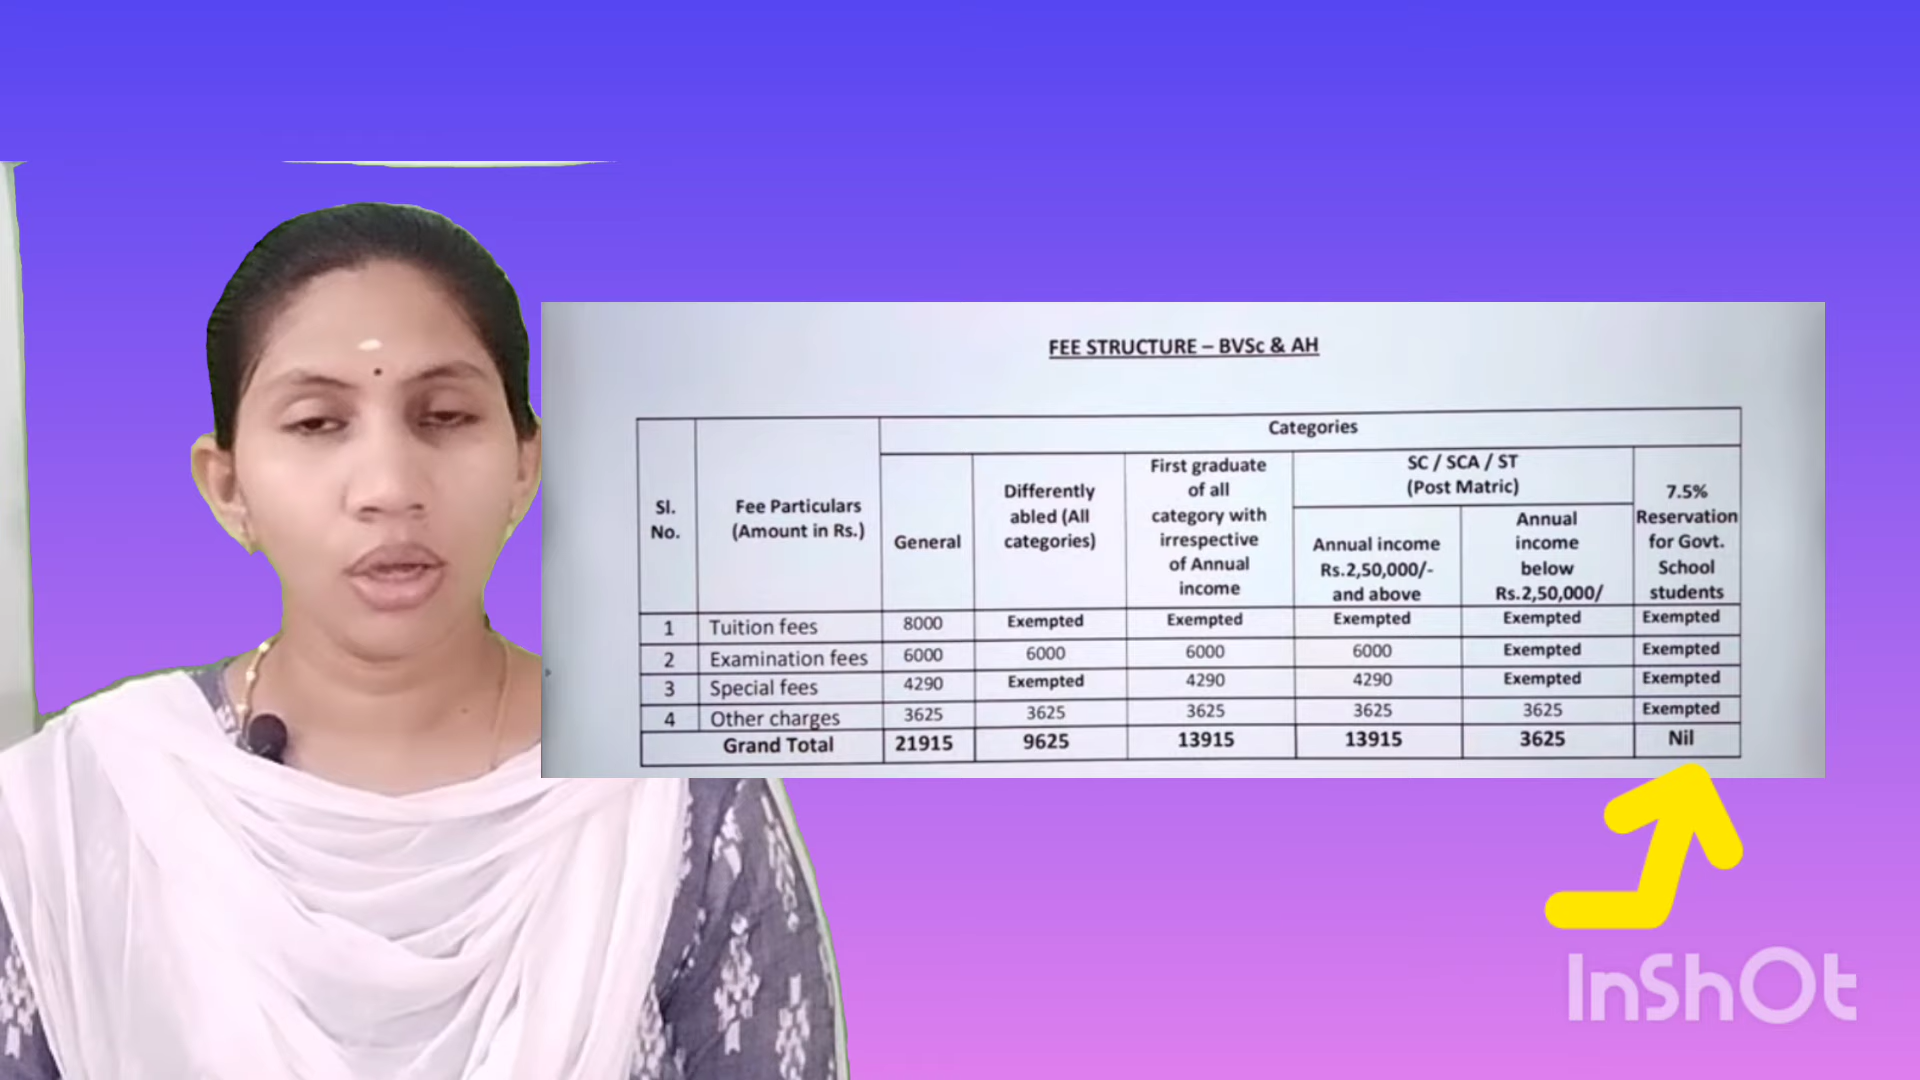 FEE STRUCTURE – BVSc & AH
Sl. No. Fee Particulars (Amount in Rs.) Categories
General Differently abled (All categories) First graduate of all category with irrespective of Annual income SC / SCA / ST (Post Matric) 7.5% Reservation for Govt. School students
Annual income Rs.2,50,000/- and above Annual income below Rs.2,50,000/
1 Tuition fees 8000 Exempted Exempted Exempted Exempted Exempted
2 Examination fees 6000 6000 6000 6000 Exempted Exempted
3 Special fees 4290 Exempted 4290 4290 Exempted Exempted
4 Other charges 3625 3625 3625 3625 3625 Exempted
Grand Total 21915 9625 13915 13915 3625 Nil
InShOt